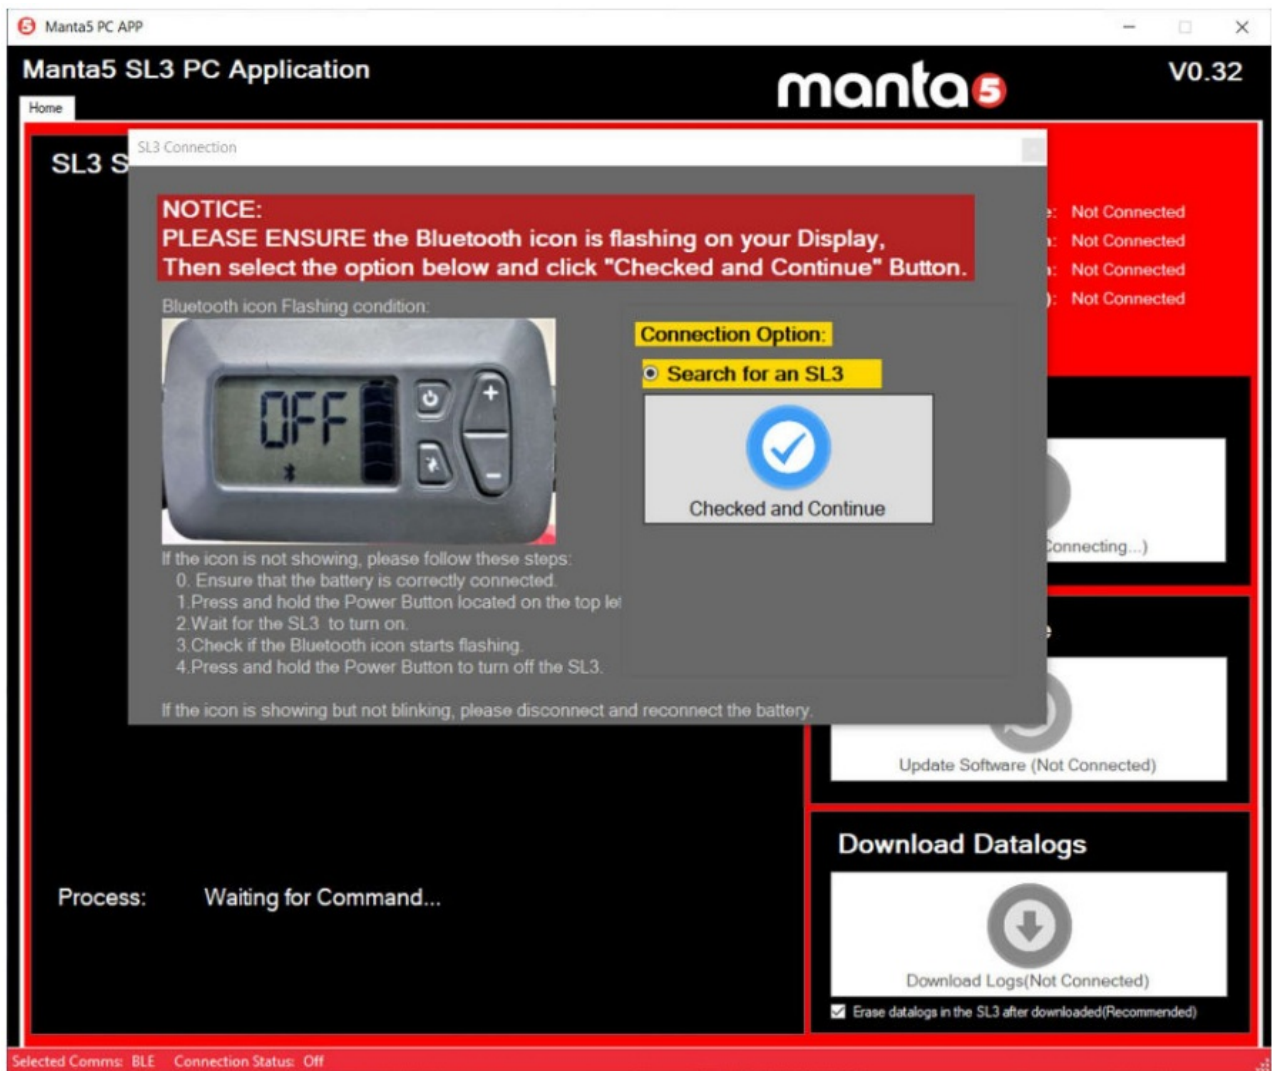 Manta5 PC APP
Manta5 SL3 PC Application
manta5
V0.32
Home
SL3 S
SL3 Connection
NOTICE:
PLEASE ENSURE the Bluetooth icon is flashing on your Display,
Then select the option below and click "Checked and Continue" Button.
: Not Connected
: Not Connected
: Not Connected
): Not Connected
Bluetooth icon Flashing condition:
OFF
Connection Option:
Search for an SL3
Checked and Continue
If the icon is not showing, please follow these steps:
0. Ensure that the battery is correctly connected.
1.Press and hold the Power Button located on the top lef
2.Wait for the SL3 to turn on.
3.Check if the Bluetooth icon starts flashing.
4.Press and hold the Power Button to turn off the SL3.
If the icon is showing but not blinking, please disconnect and reconnect the battery.
Connecting...)
Update Software (Not Connected)
Process: Waiting for Command...
Download Datalogs
Download Logs(Not Connected)
Erase datalogs in the SL3 after downloaded(Recommended)
Selected Comms: BLE Connection Status: Off